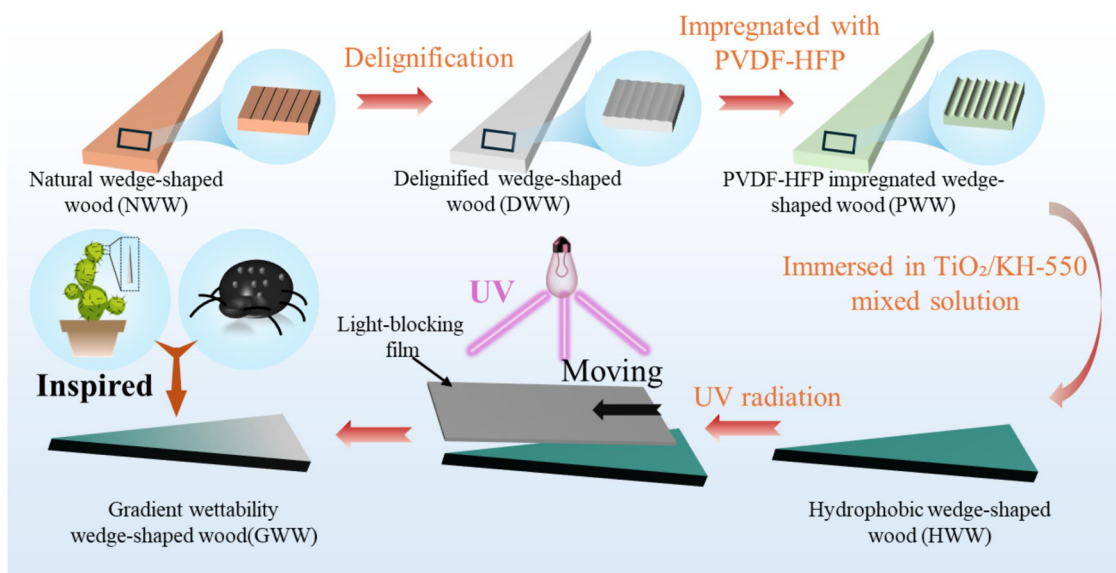 Delignification
Impregnated with
PVDF-HFP
Natural wedge-shaped
wood (NWW)
Delignified wedge-shaped
wood (DWW)
PVDF-HFP impregnated wedge-
shaped wood (PWW)
Immersed in TiO₂/KH-550
mixed solution
UV
Light-blocking
film
Moving
UV radiation
Inspired
Gradient wettability
wedge-shaped wood(GWW)
Hydrophobic wedge-shaped
wood (HWW)